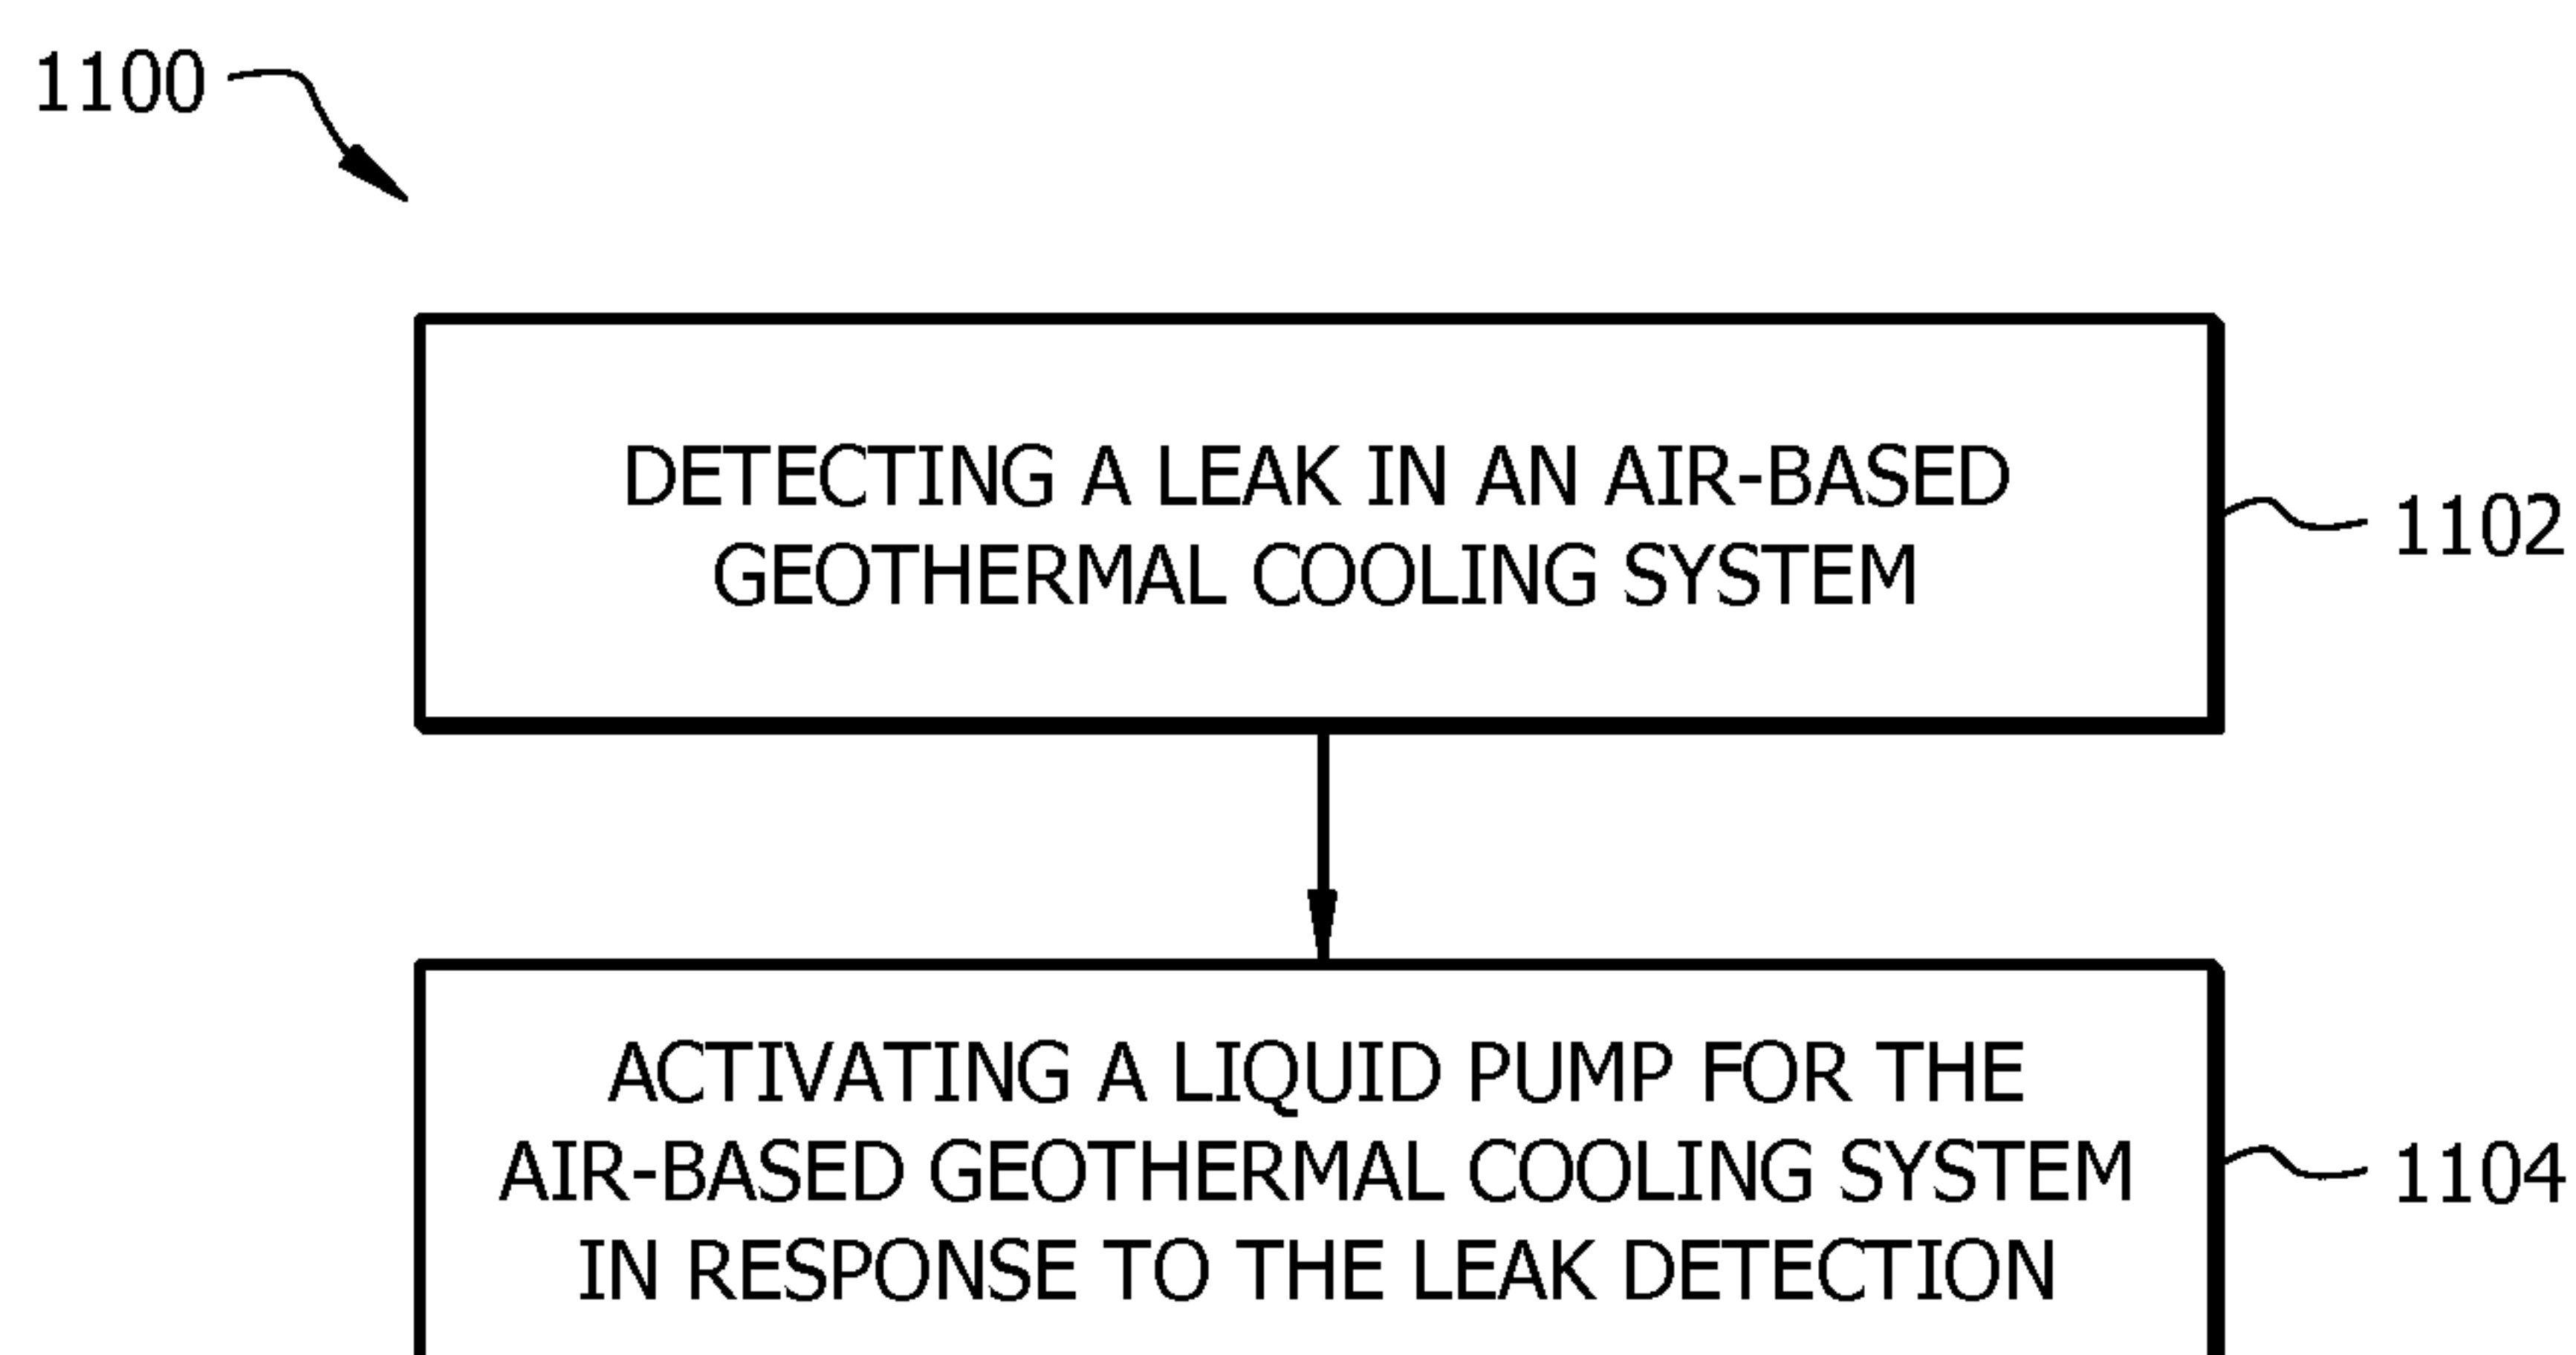 1100
DETECTING A LEAK IN AN AIR-BASED
GEOTHERMAL COOLING SYSTEM
1102
ACTIVATING A LIQUID PUMP FOR THE
AIR-BASED GEOTHERMAL COOLING SYSTEM
IN RESPONSE TO THE LEAK DETECTION
1104